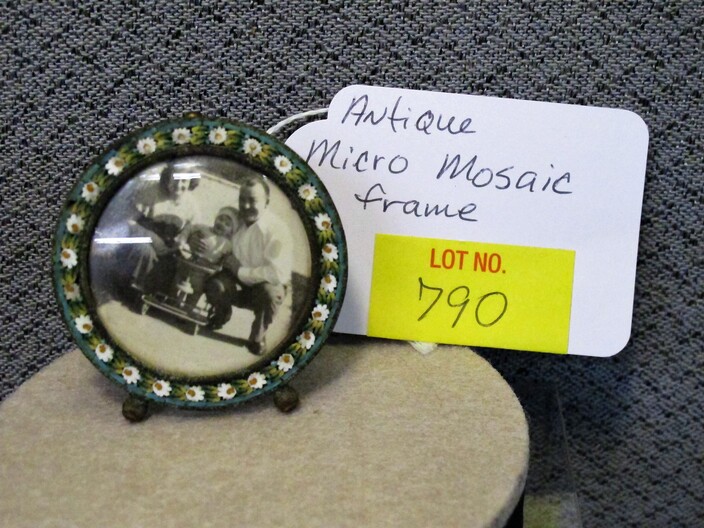 Antique
Micro Mosaic
frame
LOT NO.
790